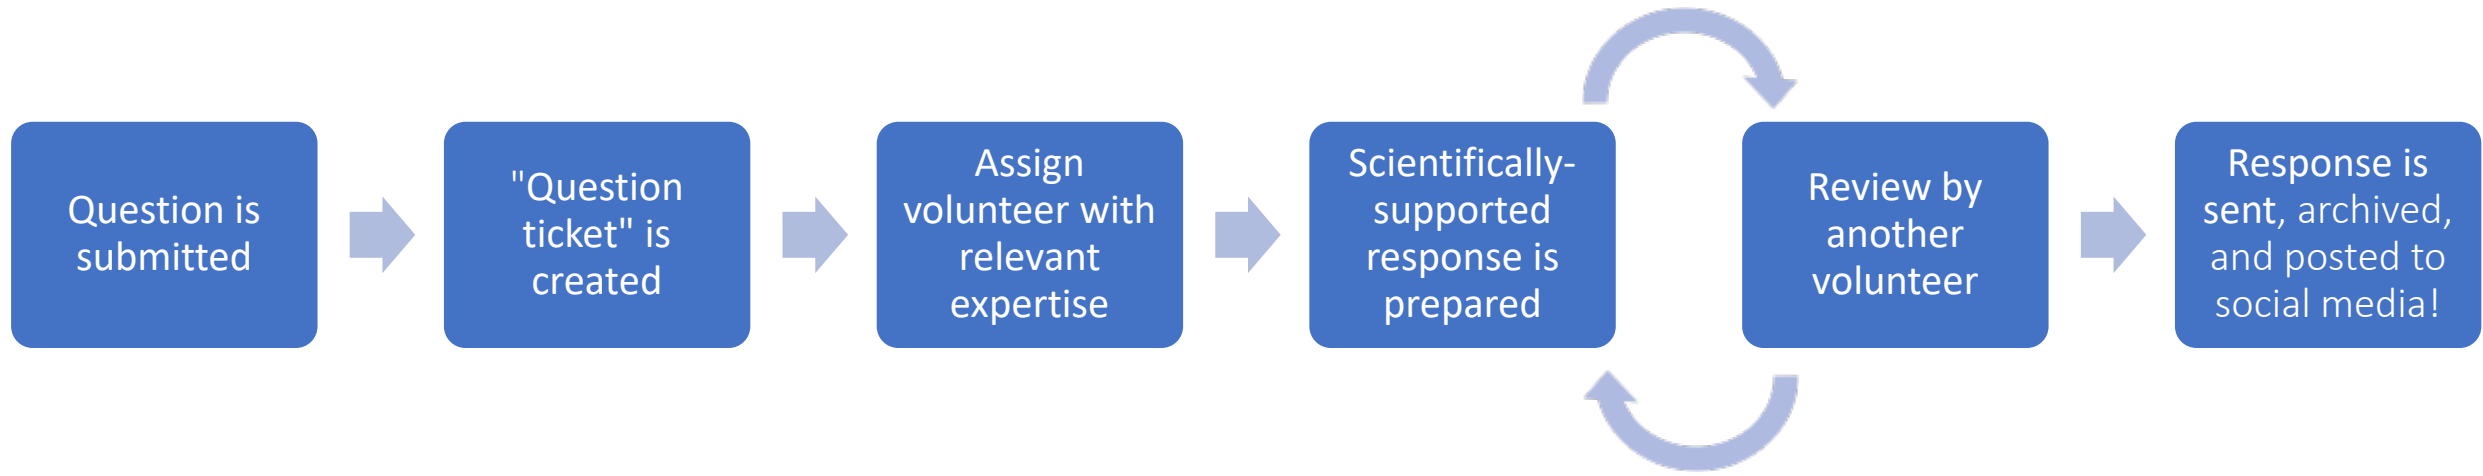 Question is
submitted
"Question
ticket" is
created
Assign
volunteer with
relevant
expertise
Scientifically-
supported
response is
prepared
Review by
another
volunteer
Response is
sent, archived,
and posted to
social media!